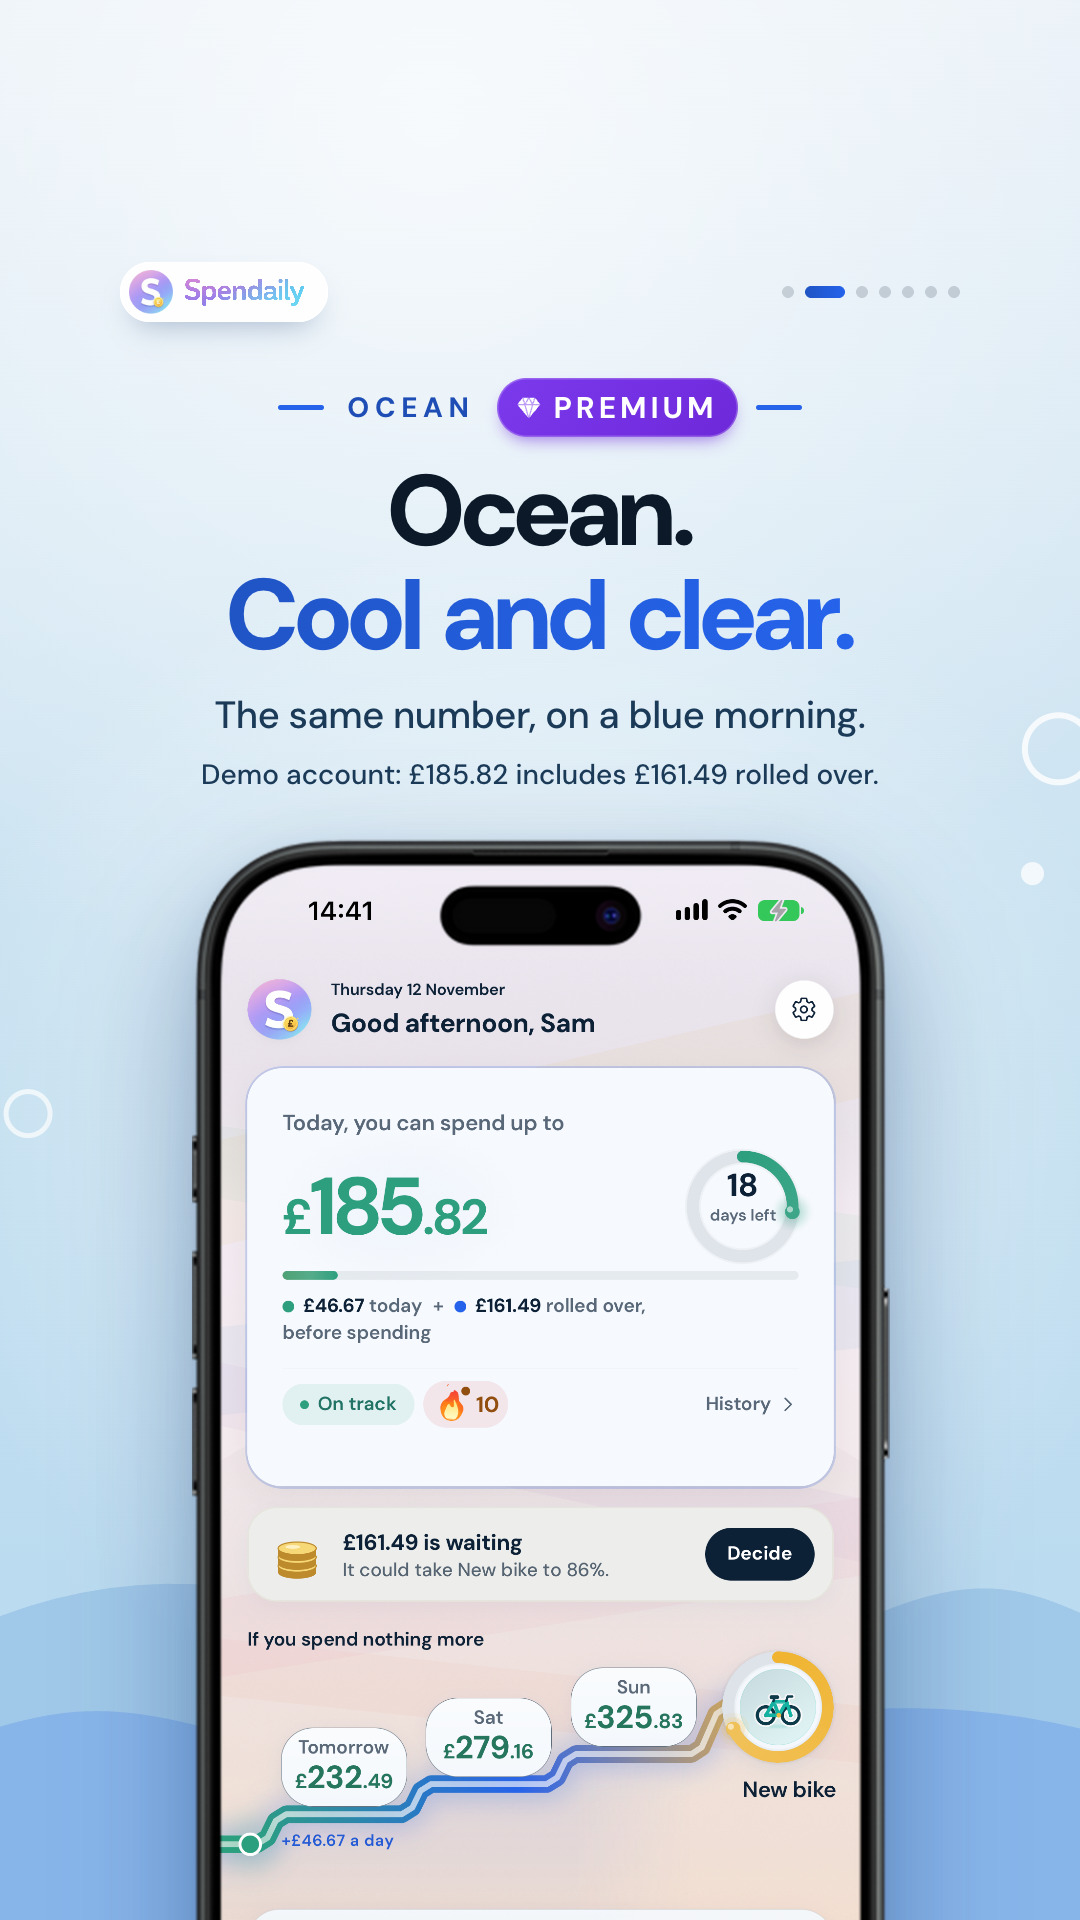 Spendaily
OCEAN PREMIUM
Ocean.
Cool and clear.
The same number, on a blue morning.
Demo account: £185.82 includes £161.49 rolled over.
14:41
Thursday 12 November
Good afternoon, Sam
Today, you can spend up to
£185.82
18
days left
£46.67 today + £161.49 rolled over,
before spending
On track
10
History
£161.49 is waiting
It could take New bike to 86%.
Decide
If you spend nothing more
Sun
£325.83
Sat
£279.16
Tomorrow
£232.49
New bike
+£46.67 a day